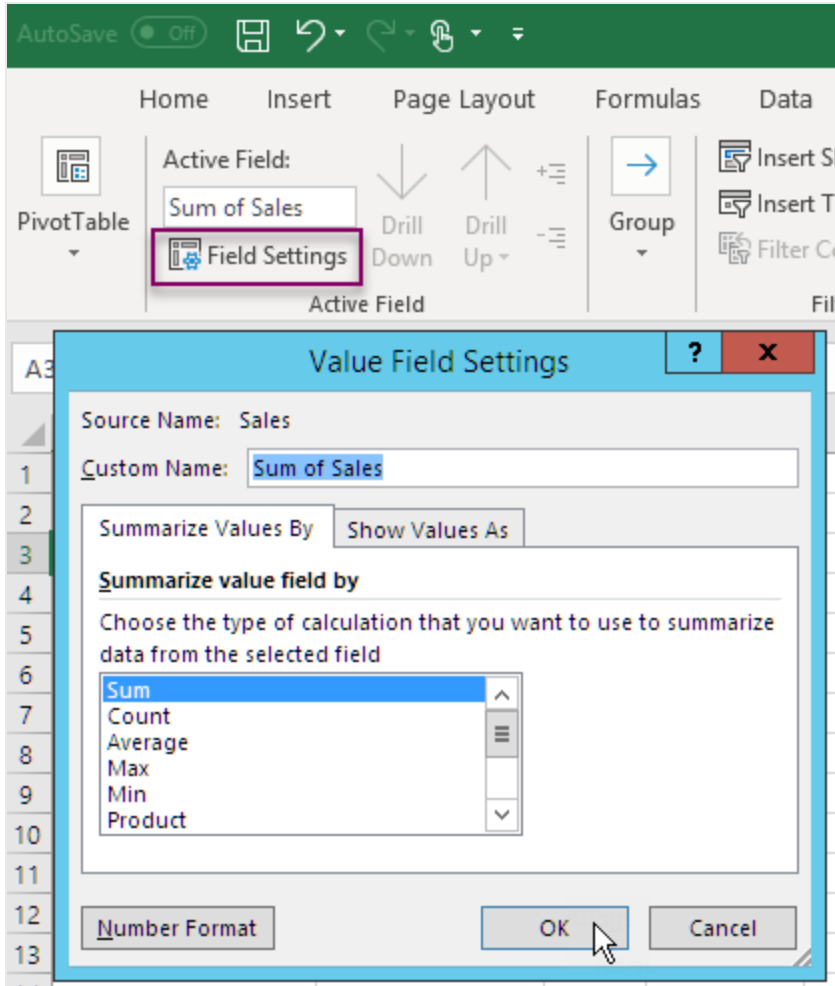 AutoSave Off
Home Insert Page Layout Formulas Data
Active Field:
Insert
Sum of Sales
Insert
PivotTable
Drill Drill
Group
Field Settings
Down Up
Filter
Active Field
A3
Value Field Settings ? x
Source Name: Sales
Custom Name: Sum of Sales
Summarize Values By Show Values As
Summarize value field by
Choose the type of calculation that you want to use to summarize
data from the selected field
Sum
Count
Average
Max
Min
Product
Number Format OK Cancel
1
2
3
4
5
6
7
8
9
10
11
12
13